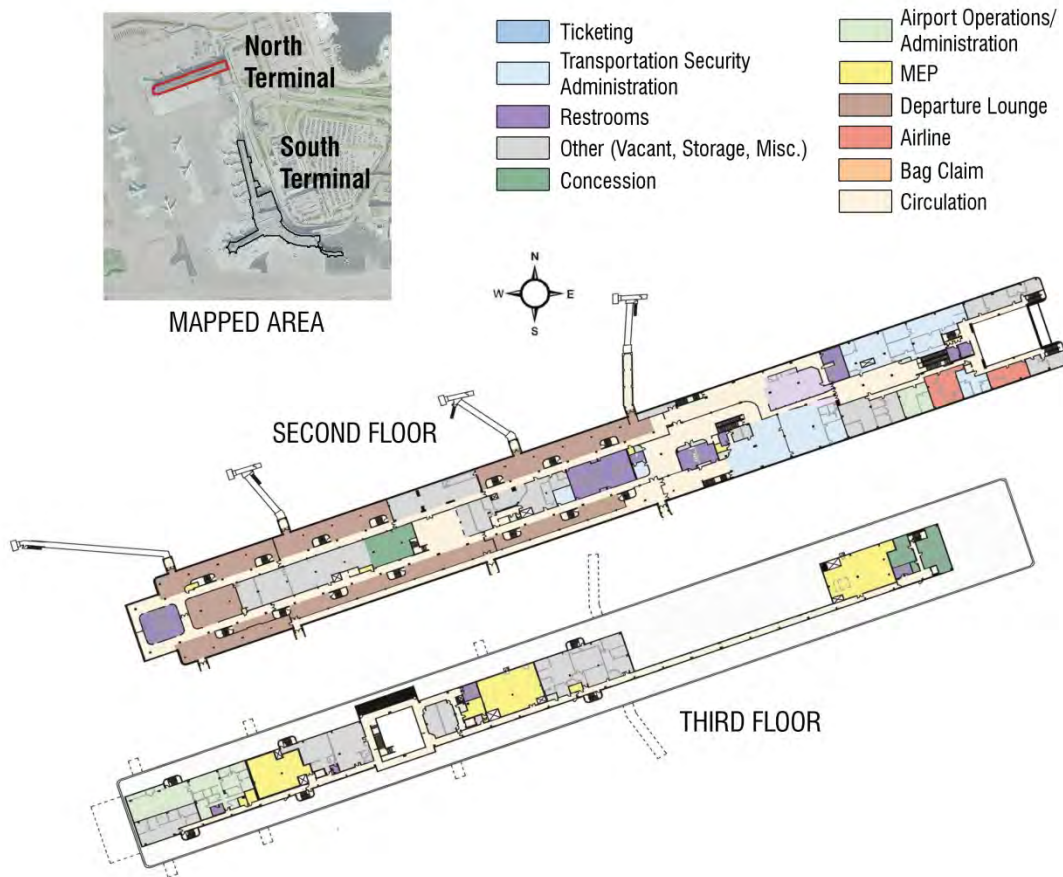 North
Terminal
South
Terminal
MAPPED AREA
Ticketing
Transportation Security
Administration
Restrooms
Other (Vacant, Storage, Misc.)
Concession
Airport Operations/
Administration
MEP
Departure Lounge
Airline
Bag Claim
Circulation
N
W
E
S
SECOND FLOOR
THIRD FLOOR